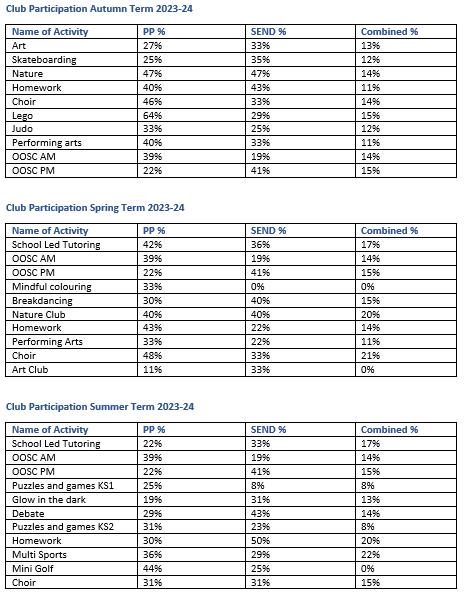 Club Participation Autumn Term 2023-24
Name of Activity PP % SEND % Combined %
Art 27% 33% 13%
Skateboarding 25% 35% 12%
Nature 47% 47% 14%
Homework 40% 43% 11%
Choir 46% 33% 14%
Lego 64% 29% 15%
Judo 33% 25% 12%
Performing arts 40% 33% 11%
OOSC AM 39% 19% 14%
OOSC PM 22% 41% 15%
Club Participation Spring Term 2023-24
Name of Activity PP % SEND % Combined %
School Led Tutoring 42% 36% 17%
OOSC AM 39% 19% 14%
OOSC PM 22% 41% 15%
Mindful colouring 33% 0% 0%
Breakdancing 30% 40% 15%
Nature Club 40% 40% 20%
Homework 43% 22% 14%
Performing Arts 33% 22% 11%
Choir 48% 33% 21%
Art Club 11% 33% 0%
Club Participation Summer Term 2023-24
Name of Activity PP % SEND % Combined %
School Led Tutoring 22% 33% 17%
OOSC AM 39% 19% 14%
OOSC PM 22% 41% 15%
Puzzles and games KS1 25% 8% 8%
Glow in the dark 19% 31% 13%
Debate 29% 43% 14%
Puzzles and games KS2 31% 23% 8%
Homework 30% 50% 20%
Multi Sports 36% 29% 22%
Mini Golf 44% 25% 0%
Choir 31% 31% 15%